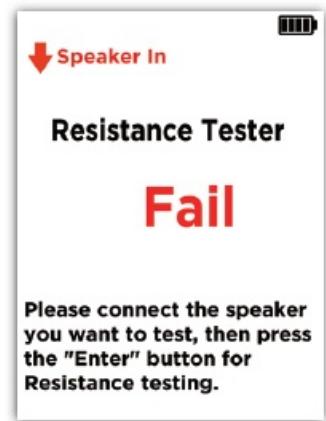 Speaker In
Resistance Tester
Fail
Please connect the speaker
you want to test, then press
the "Enter" button for
Resistance testing.